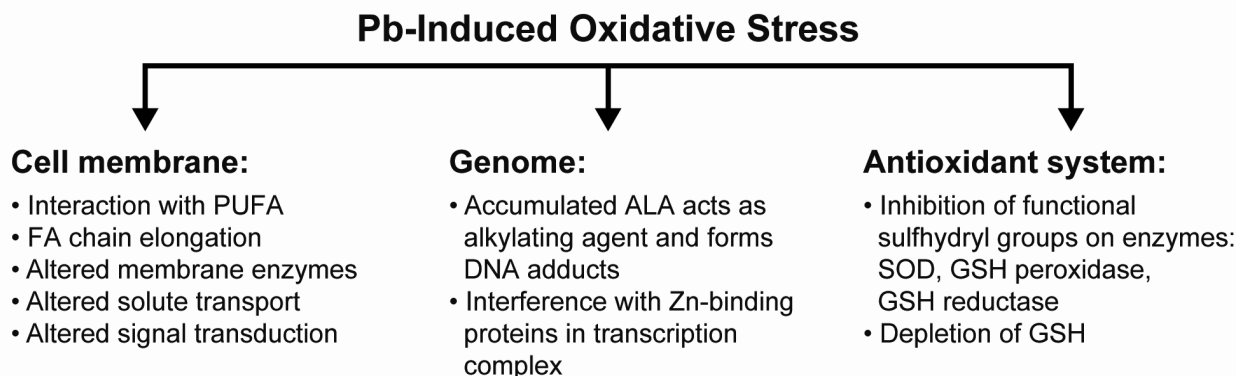 Pb-Induced Oxidative Stress
Cell membrane:
• Interaction with PUFA
• FA chain elongation
• Altered membrane enzymes
• Altered solute transport
• Altered signal transduction
Genome:
• Accumulated ALA acts as
alkylating agent and forms
DNA adducts
• Interference with Zn-binding
proteins in transcription
complex
Antioxidant system:
• Inhibition of functional
sulfhydryl groups on enzymes:
SOD, GSH peroxidase,
GSH reductase
• Depletion of GSH